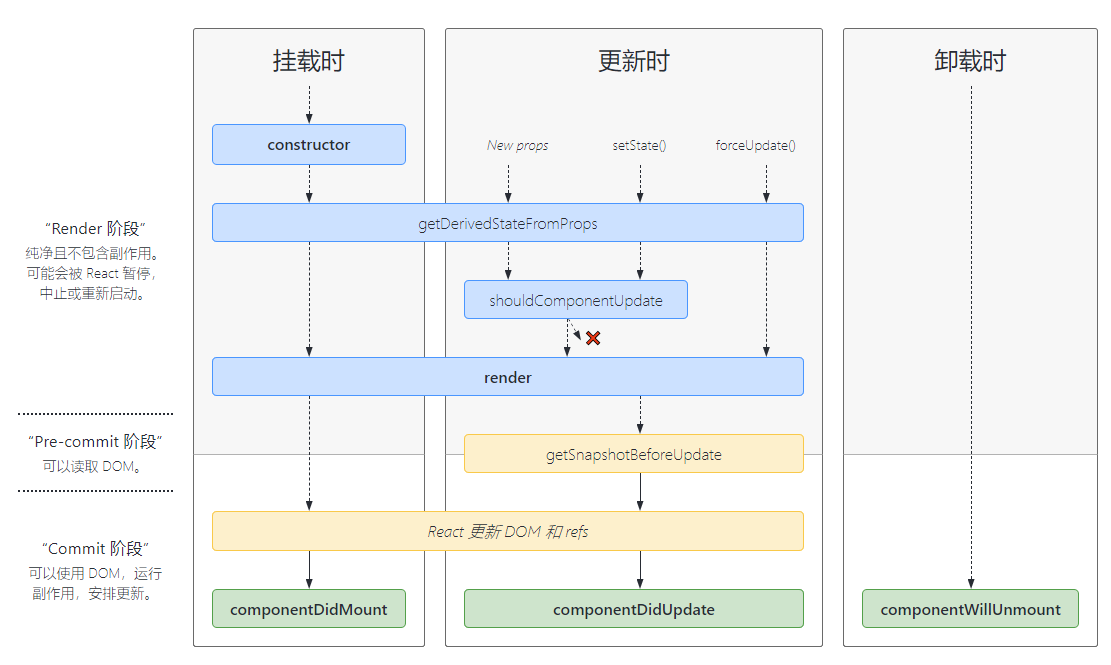 挂载时
更新时
卸载时
constructor
New props
setState()
forceUpdate()
“Render 阶段”
纯净且不包含副作用。
可能会被 React 暂停，
中止或重新启动。
getDerivedStateFromProps
shouldComponentUpdate
render
“Pre-commit 阶段”
可以读取 DOM。
getSnapshotBeforeUpdate
React 更新 DOM 和 refs
“Commit 阶段”
可以使用 DOM，运行
副作用，安排更新。
componentDidMount
componentDidUpdate
componentWillUnmount